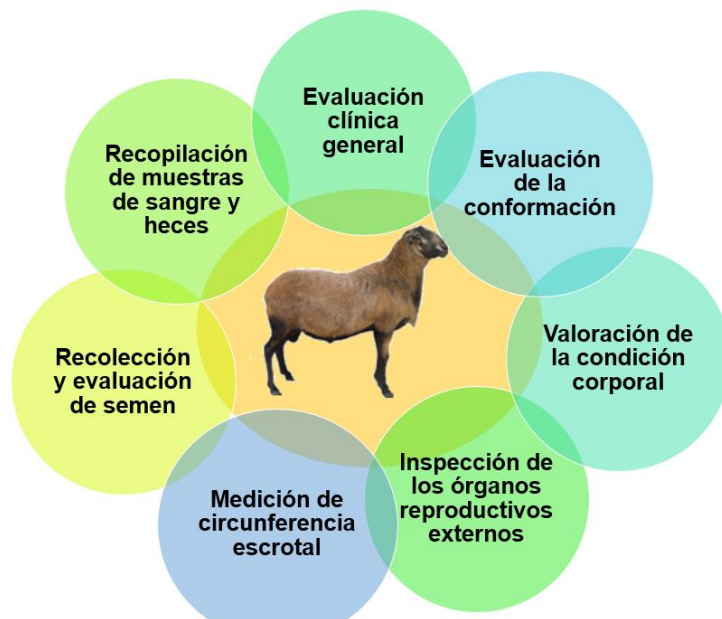 Evaluación
clínica
general
Evaluación
de la
conformación
Valoración de
la condición
corporal
Inspección de
los órganos
reproductivos
externos
Medición de
circunferencia
escrotal
Recolección
y evaluación
de semen
Recopilación
de muestras
de sangre y
heces